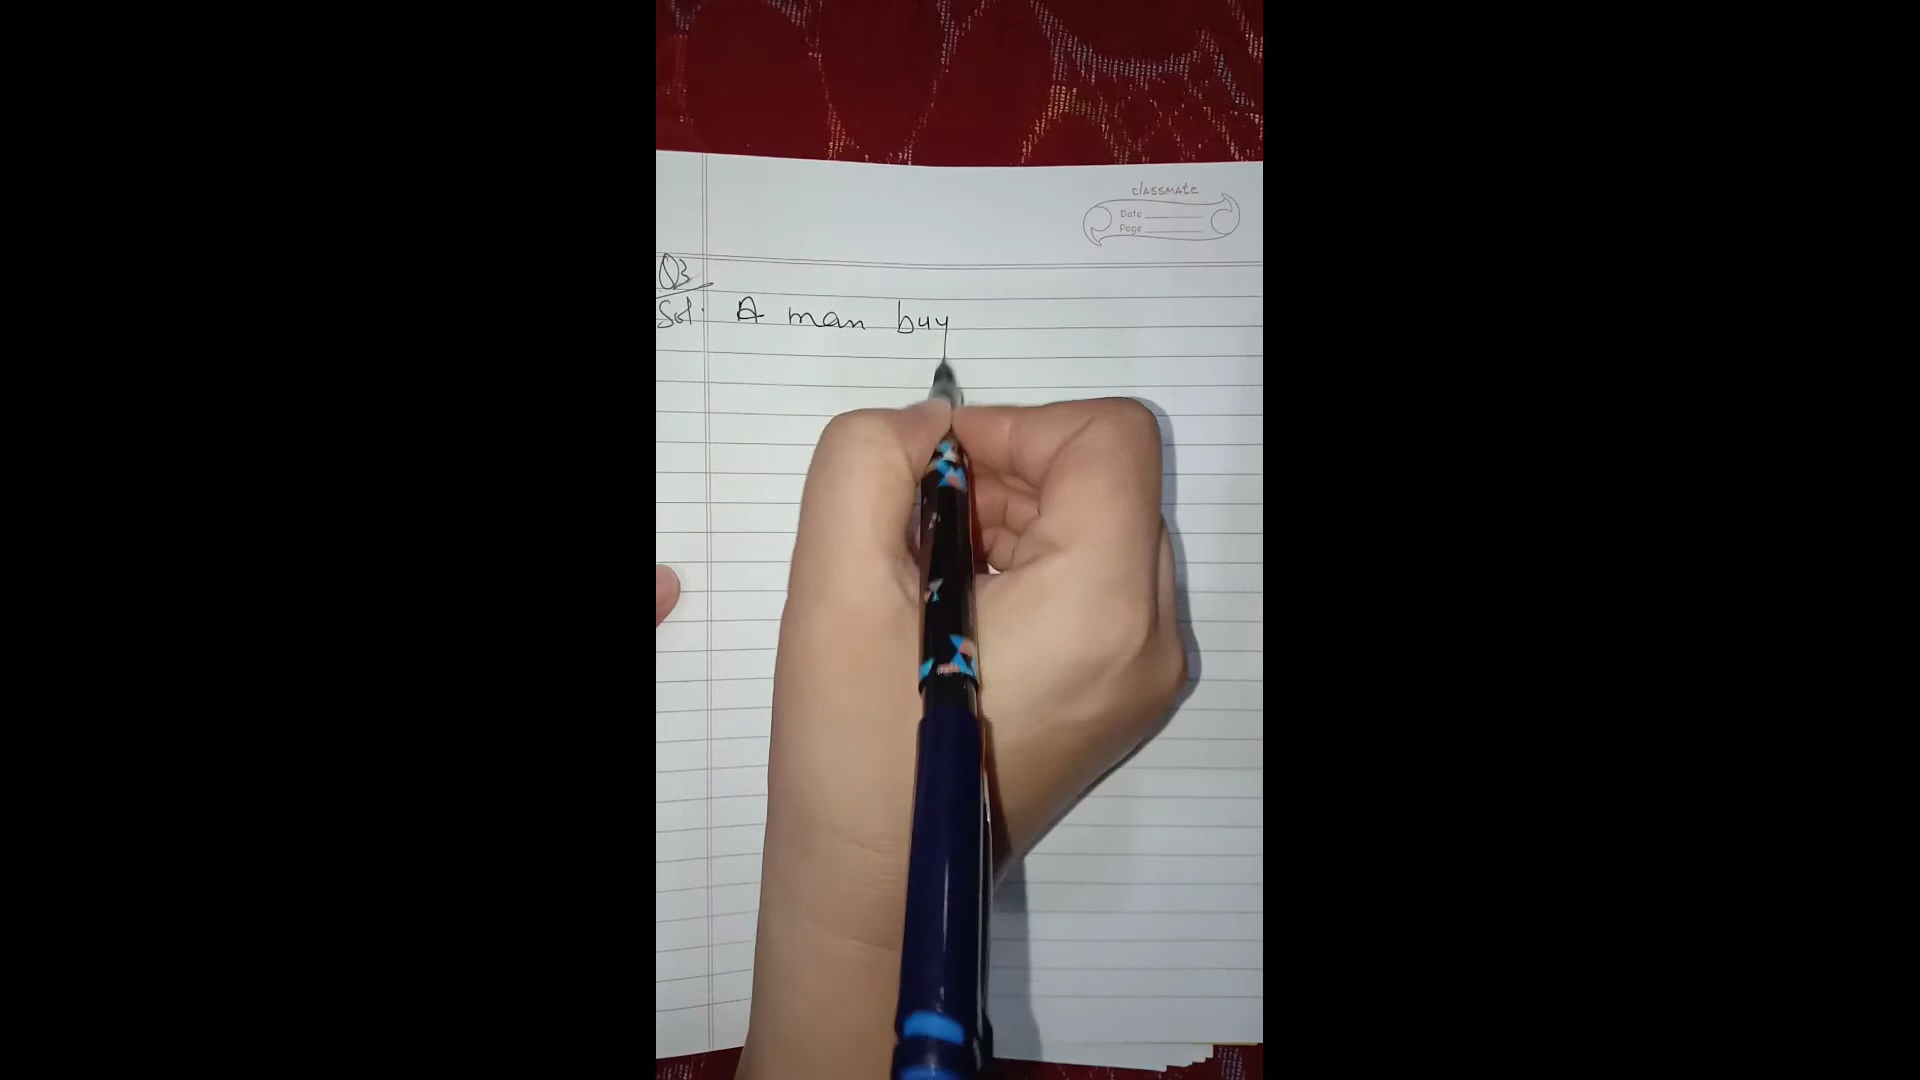 classmate
Date
Page
Q3
Sol. A man buy